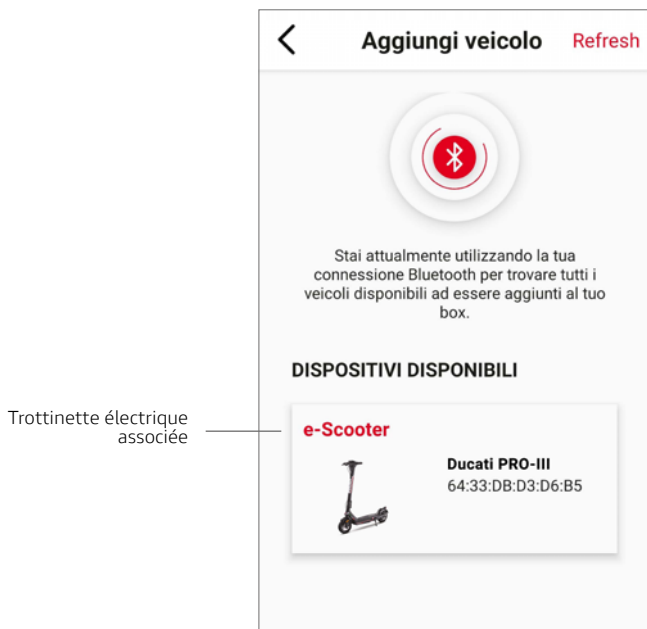 Aggiungi veicolo Refresh
Stai attualmente utilizzando la tua
connessione Bluetooth per trovare tutti i
veicoli disponibili ad essere aggiunti al tuo
box.
DISPOSITIVI DISPONIBILI
Trottinette électrique
associée
e-Scooter
Ducati PRO-III
64:33:DB:D3:D6:B5